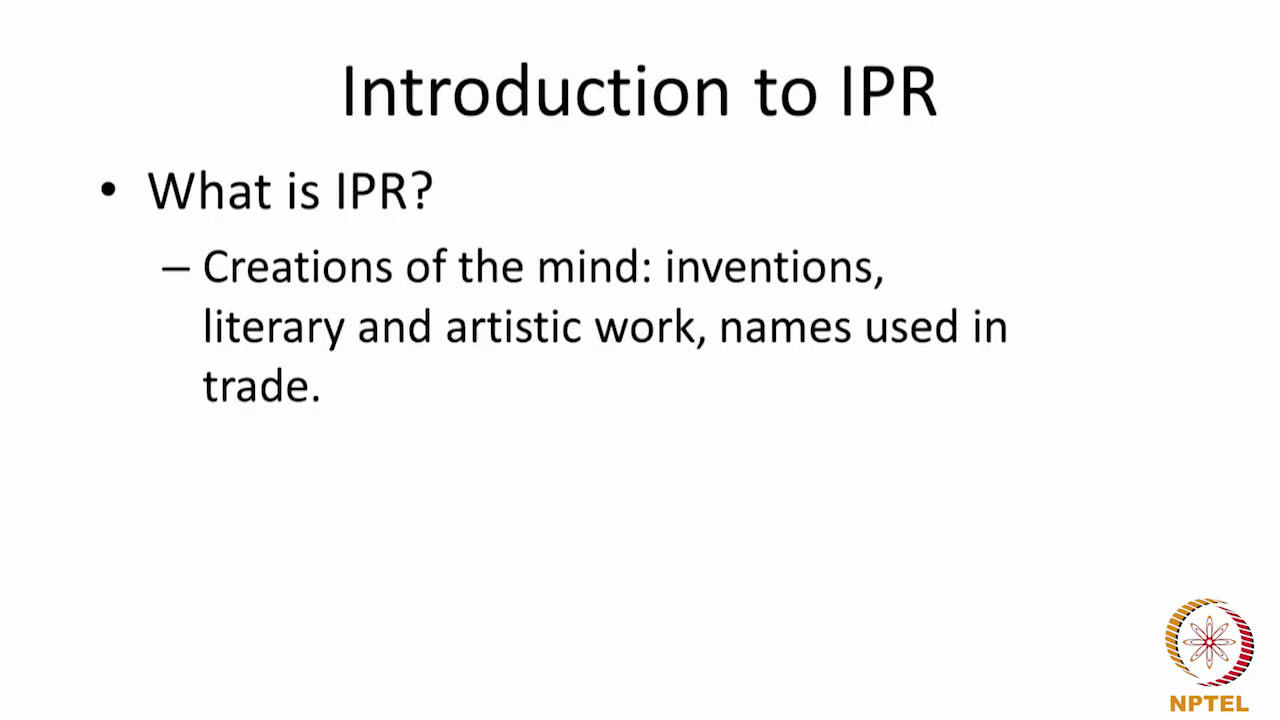 Introduction to IPR
• What is IPR?
– Creations of the mind: inventions,
literary and artistic work, names used in
trade.
NPTEL